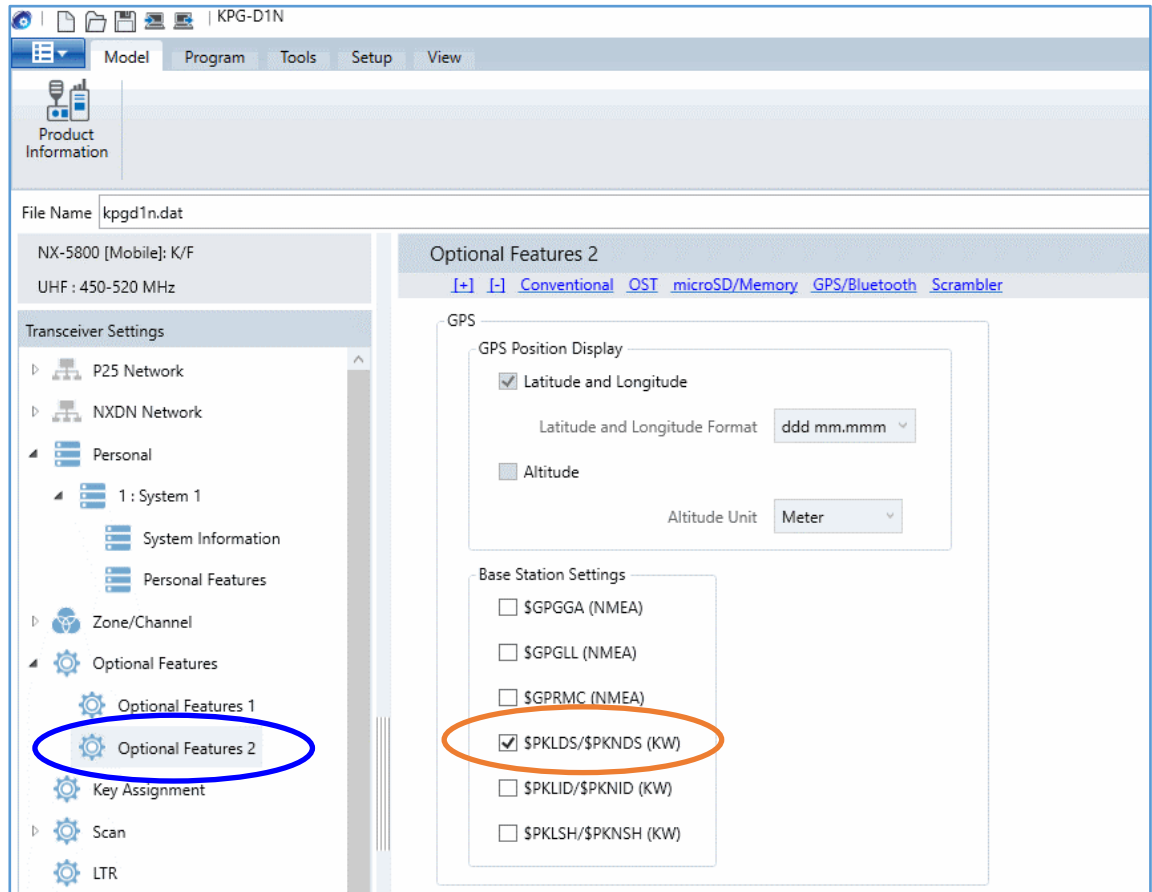 KPG-D1N
Model Program Tools Setup View
Product
Information
File Name kpgd1n.dat
NX-5800 [Mobile]: K/F
UHF : 450-520 MHz
Transceiver Settings
P25 Network
NXDN Network
Personal
1 : System 1
System Information
Personal Features
Zone/Channel
Optional Features
Optional Features 1
Optional Features 2
Key Assignment
Scan
LTR
Optional Features 2
[+] [-] Conventional OST microSD/Memory GPS/Bluetooth Scrambler
GPS
GPS Position Display
Latitude and Longitude
Latitude and Longitude Format ddd mm.mmm
Altitude
Altitude Unit Meter
Base Station Settings
$GPGGA (NMEA)
$GPGLL (NMEA)
$GPRMC (NMEA)
$PKLDS/$PKNDS (KW)
$PKLID/$PKNID (KW)
$PKLSH/$PKNSH (KW)